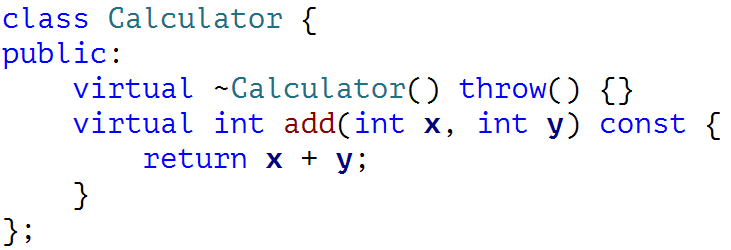 class Calculator {
public:
    virtual ~Calculator() throw() {}
    virtual int add(int x, int y) const {
        return x + y;
    }
};